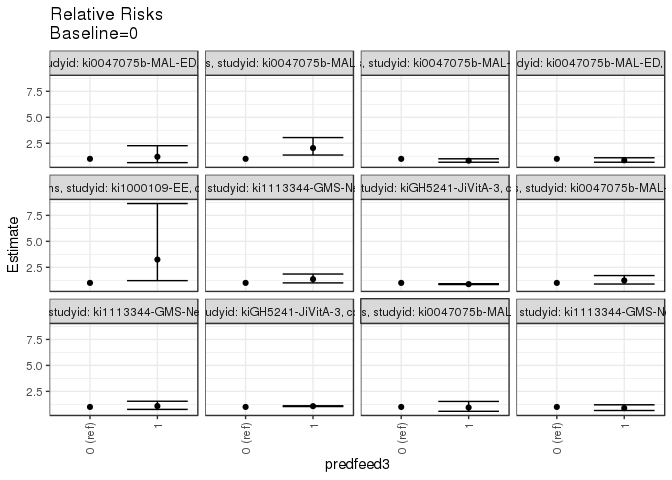 Relative Risks
Baseline=0
studyid: ki0047075b-MAL-ED,
s, studyid: ki0047075b-MAL
s, studyid: ki0047075b-MAL-
studyid: ki0047075b-MAL-ED,
7.5
5.0
2.5
ns, studyid: ki1000109-EE, c
studyid: ki1113344-GMS-Ne
studyid: kiGH5241-JiVitA-3, c
s, studyid: ki0047075b-MAL-
7.5
5.0
2.5
studyid: ki1113344-GMS-Ne
udyid: kiGH5241-JiVitA-3, co
s, studyid: ki0047075b-MAL
studyid: ki1113344-GMS-Ne
7.5
5.0
2.5
Estimate
0 (ref)
1
0 (ref)
1
0 (ref)
1
0 (ref)
1
predfeed3